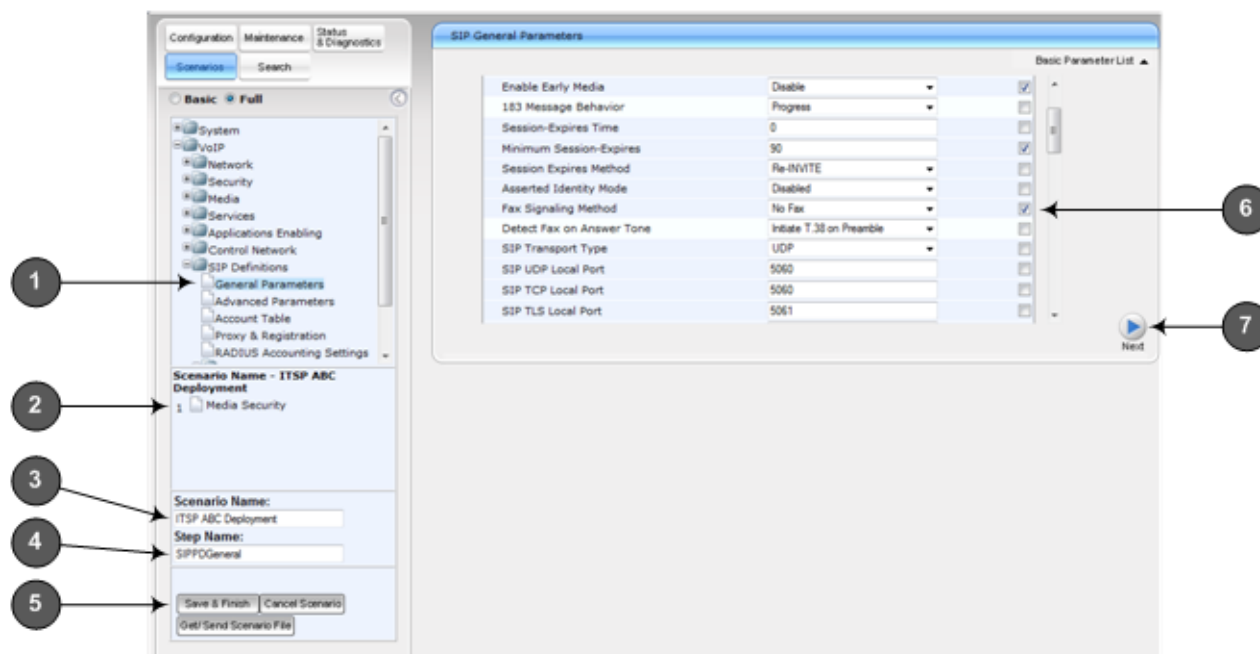 Configuration Maintenance Status & Diagnostics
Scenarios Search
Basic Full
System
VoIP
Network
Security
Media
Services
Applications Enabling
Control Network
SIP Definitions
General Parameters
Advanced Parameters
Account Table
Proxy & Registration
RADIUS Accounting Settings
Scenario Name - ITSP ABC
Deployment
1 Media Security
Scenario Name:
ITSP ABC Deployment
Step Name:
SIPPDGeneral
Save & Finish Cancel Scenario
Get/Send Scenario File
SIP General Parameters
Basic Parameter List ▲
Enable Early Media Disable
183 Message Behavior Progress
Session-Expires Time 0
Minimum Session-Expires 90
Session Expires Method Re-INVITE
Asserted Identity Mode Disabled
Fax Signaling Method No Fax
Detect Fax on Answer Tone Initiate T.38 on Preamble
SIP Transport Type UDP
SIP UDP Local Port 5060
SIP TCP Local Port 5060
SIP TLS Local Port 5061
Next
1
2
3
4
5
6
7